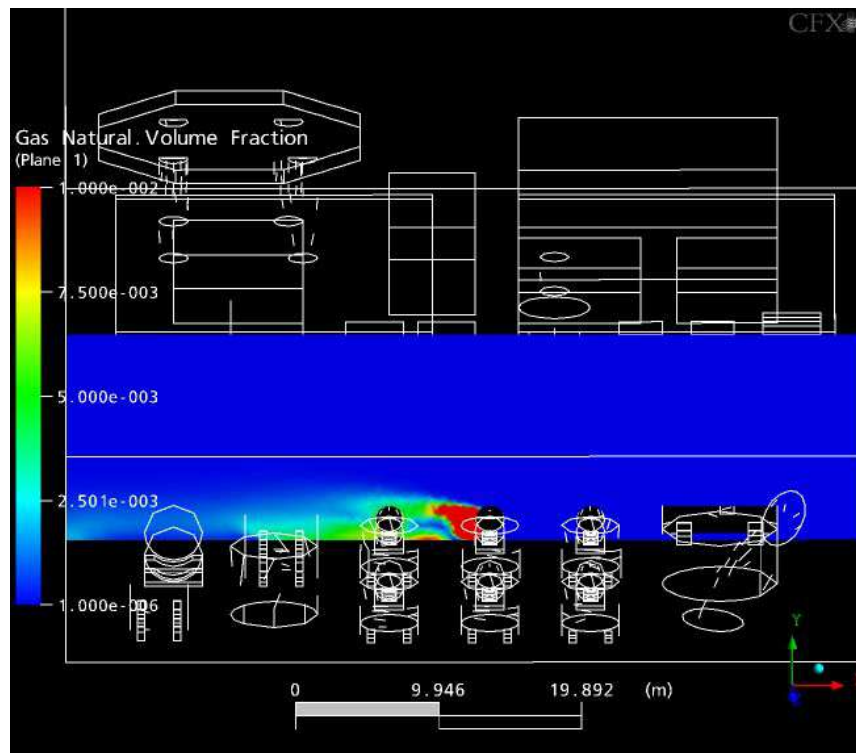 CFX
Gas Natural.Volume Fraction
(Plane 1)
1.000e-002
7.500e-003
5.000e-003
2.501e-003
1.000e-006
Y
0 9.946 19.892 (m)